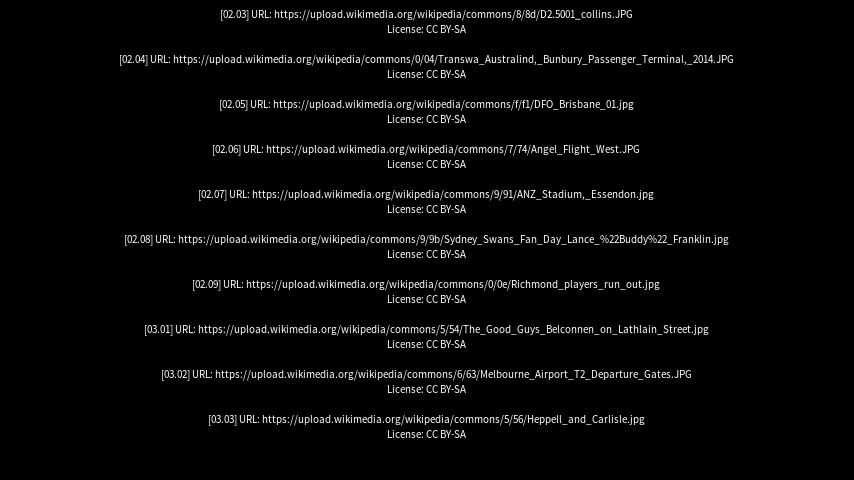 [02.03] URL: https://upload.wikimedia.org/wikipedia/commons/8/8d/D2.5001_collins.JPG
License: CC BY-SA
[02.04] URL: https://upload.wikimedia.org/wikipedia/commons/0/04/Transwa_Australind,_Bunbury_Passenger_Terminal,_2014.JPG
License: CC BY-SA
[02.05] URL: https://upload.wikimedia.org/wikipedia/commons/f/f1/DFO_Brisbane_01.jpg
License: CC BY-SA
[02.06] URL: https://upload.wikimedia.org/wikipedia/commons/7/74/Angel_Flight_West.JPG
License: CC BY-SA
[02.07] URL: https://upload.wikimedia.org/wikipedia/commons/9/91/ANZ_Stadium,_Essendon.jpg
License: CC BY-SA
[02.08] URL: https://upload.wikimedia.org/wikipedia/commons/9/9b/Sydney_Swans_Fan_Day_Lance_%22Buddy%22_Franklin.jpg
License: CC BY-SA
[02.09] URL: https://upload.wikimedia.org/wikipedia/commons/0/0e/Richmond_players_run_out.jpg
License: CC BY-SA
[03.01] URL: https://upload.wikimedia.org/wikipedia/commons/5/54/The_Good_Guys_Belconnen_on_Lathlain_Street.jpg
License: CC BY-SA
[03.02] URL: https://upload.wikimedia.org/wikipedia/commons/6/63/Melbourne_Airport_T2_Departure_Gates.JPG
License: CC BY-SA
[03.03] URL: https://upload.wikimedia.org/wikipedia/commons/5/56/Heppell_and_Carlisle.jpg
License: CC BY-SA